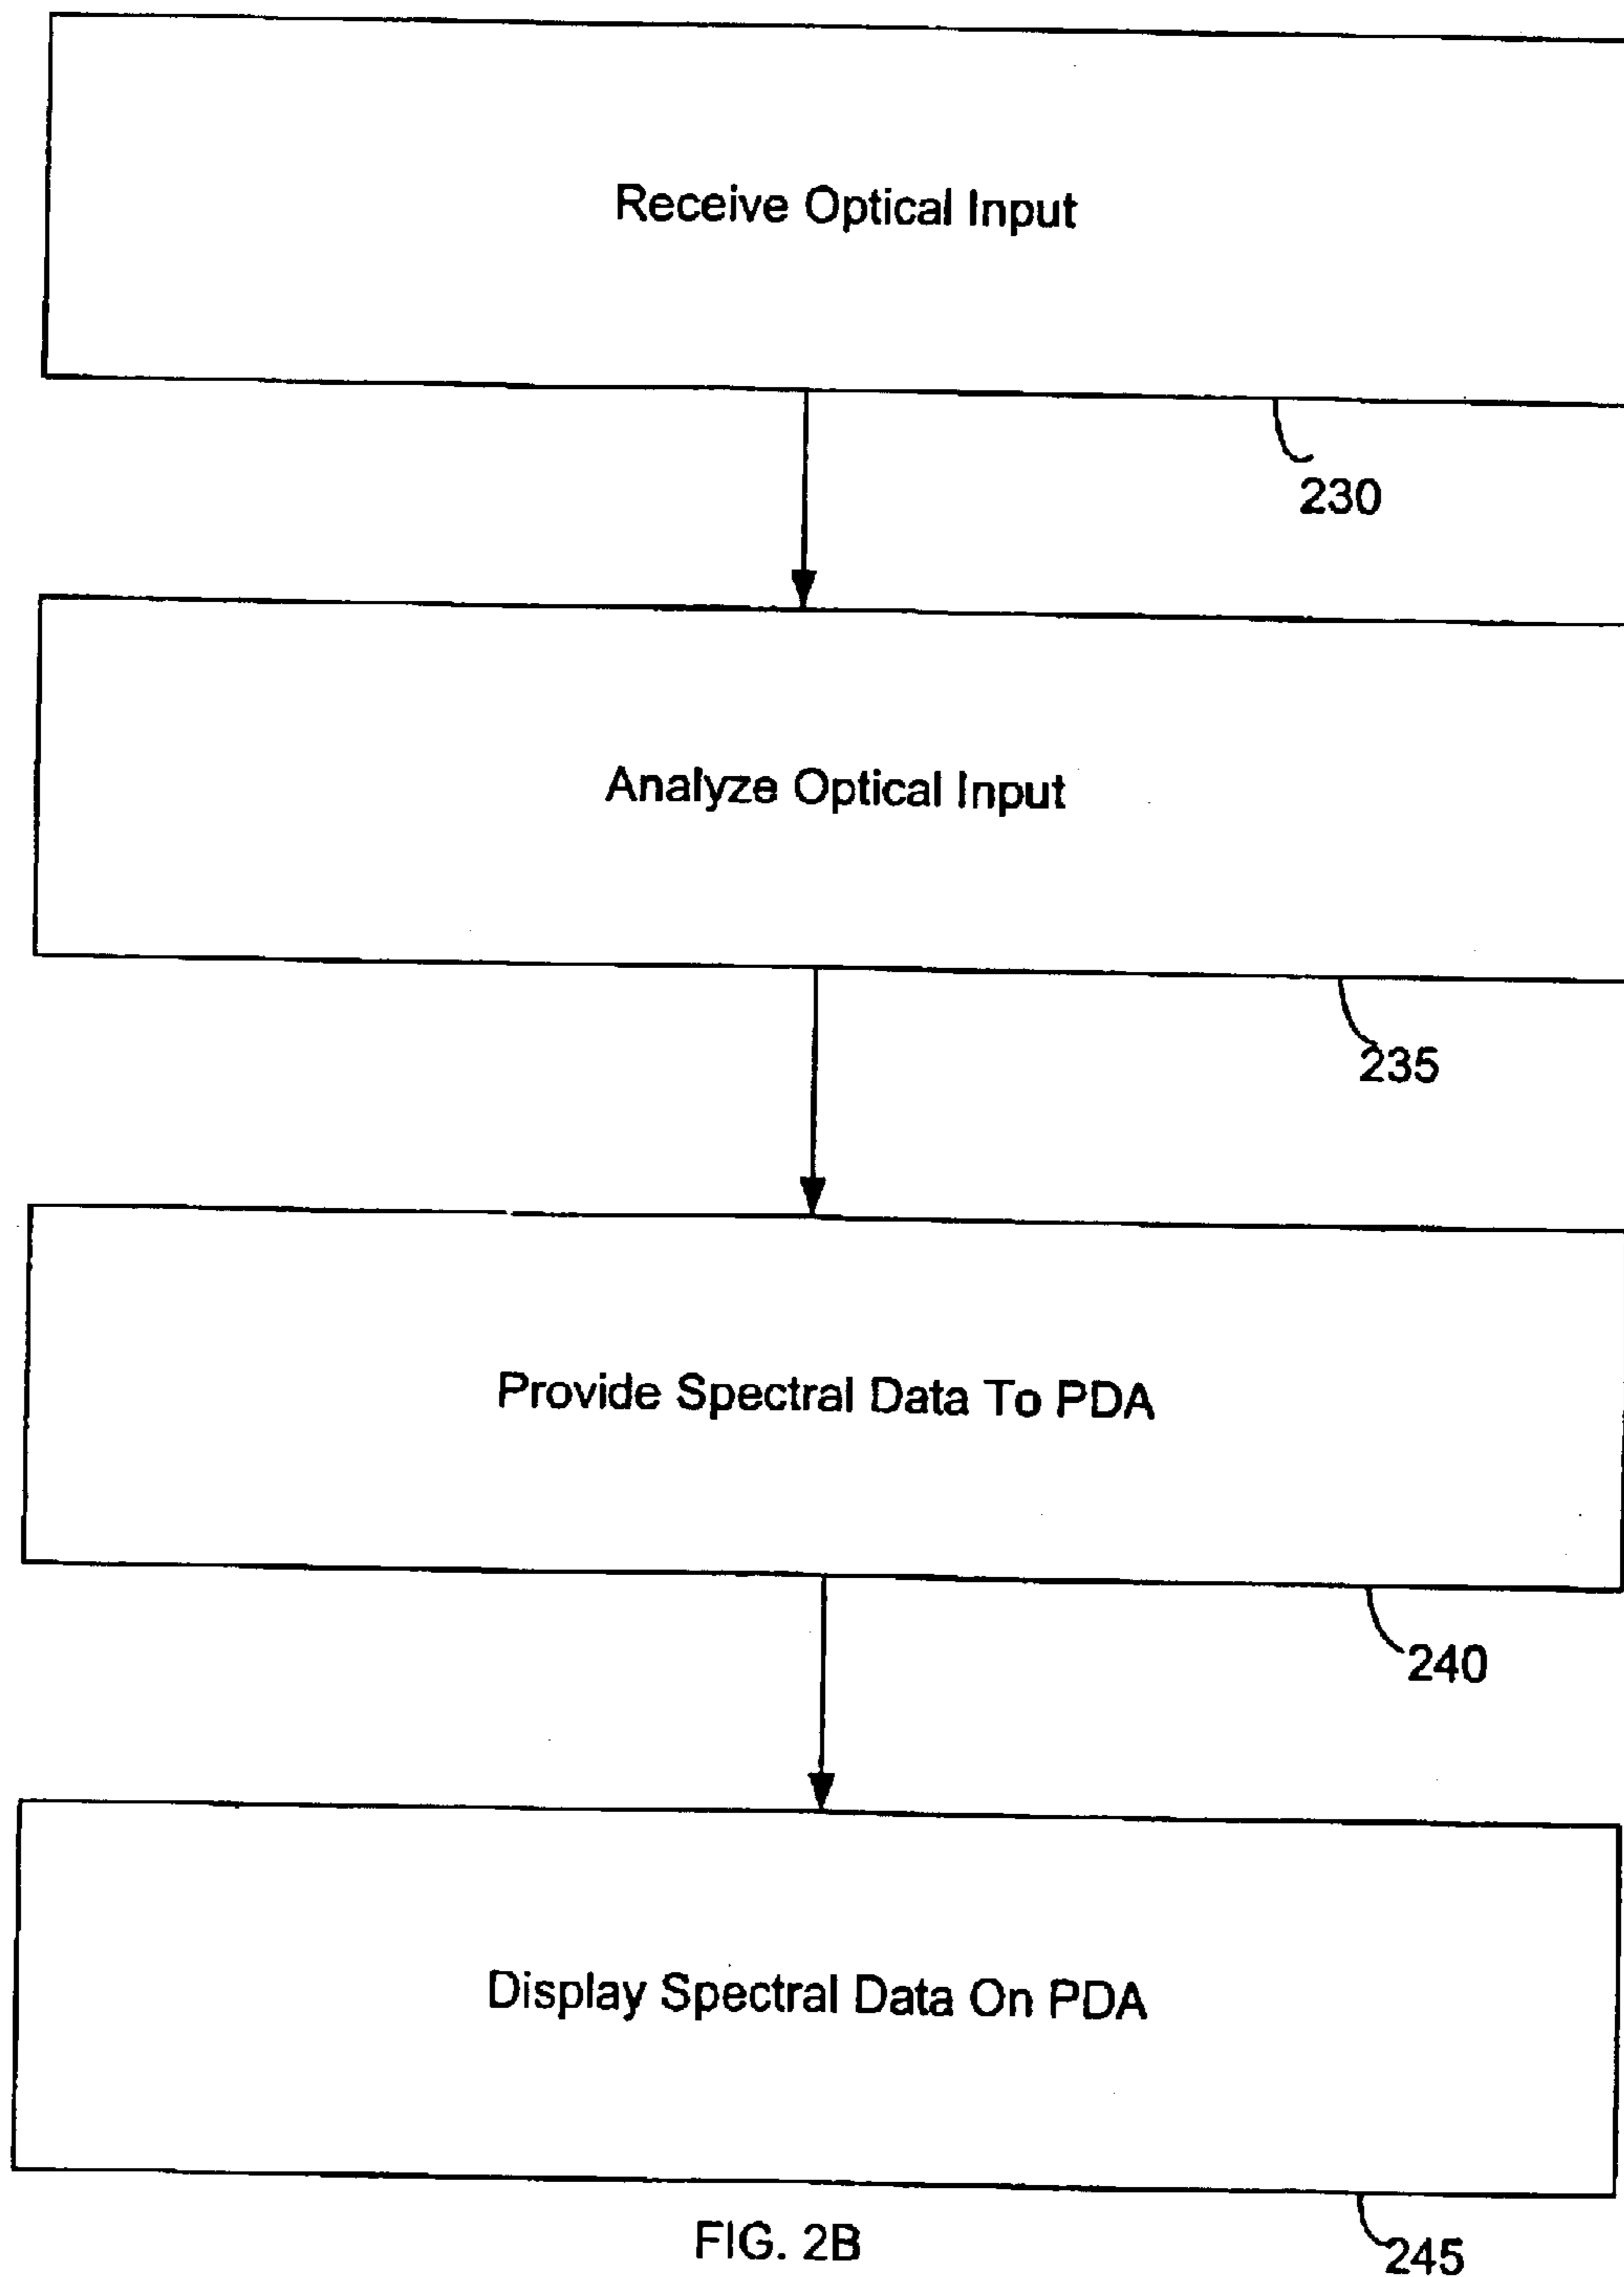 Receive Optical Input
230
Analyze Optical Input
235
Provide Spectral Data To PDA
240
Display Spectral Data On PDA
245
FIG. 2B